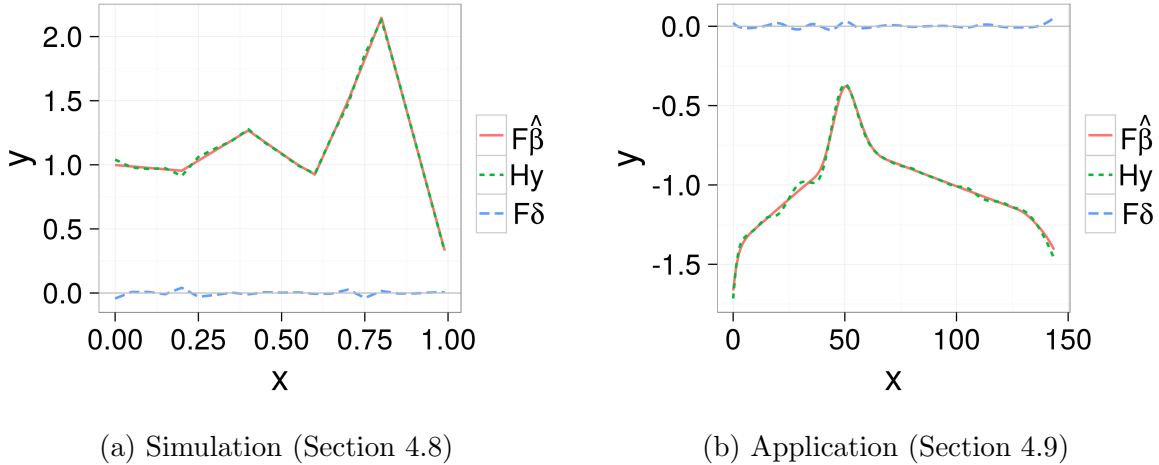 2.0
1.5
1.0
0.5
0.0
y
0.00 0.25 0.50 0.75 1.00
x
Fβ̂
Hy
Fδ
(a) Simulation (Section 4.8)
0.0
-0.5
-1.0
-1.5
y
0 50 100 150
x
Fβ̂
Hy
Fδ
(b) Application (Section 4.9)